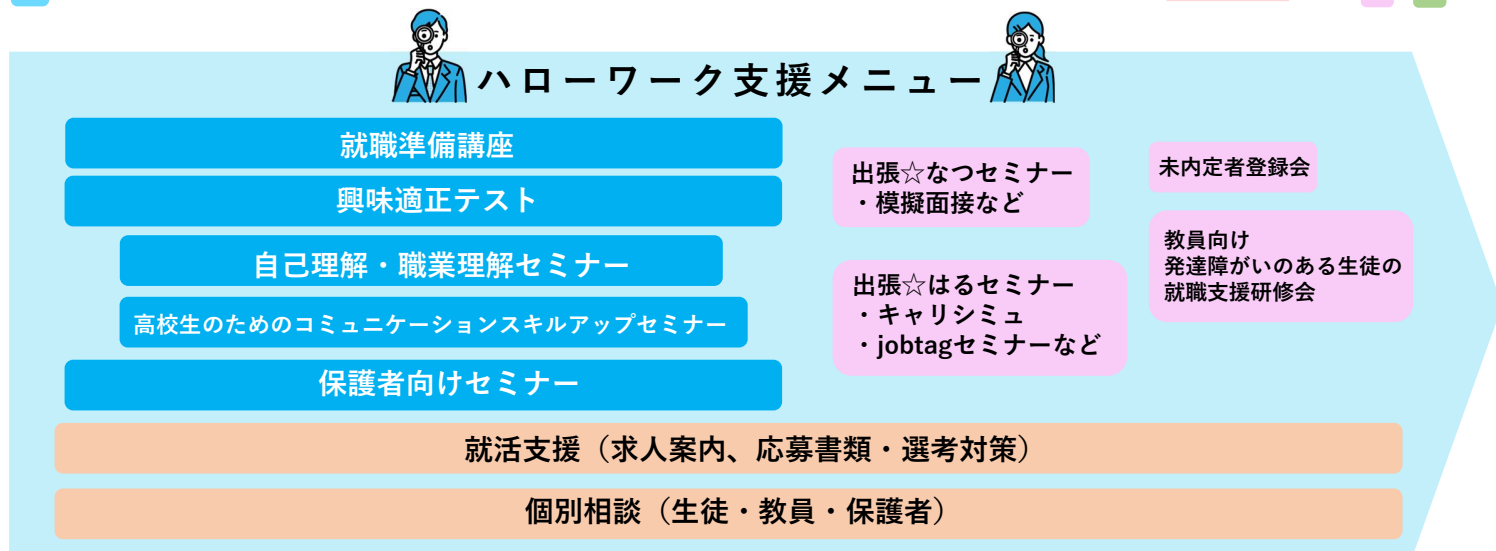 ハローワーク支援メニュー
就職準備講座
興味適正テスト
自己理解・職業理解セミナー
高校生のためのコミュニケーションスキルアップセミナー
保護者向けセミナー
出張☆なつセミナー
・模擬面接など
出張☆はるセミナー
・キャリシミュ
・jobtagセミナーなど
未内定者登録会
教員向け
発達障がいのある生徒の
就職支援研修会
就活支援（求人案内、応募書類・選考対策）
個別相談（生徒・教員・保護者）